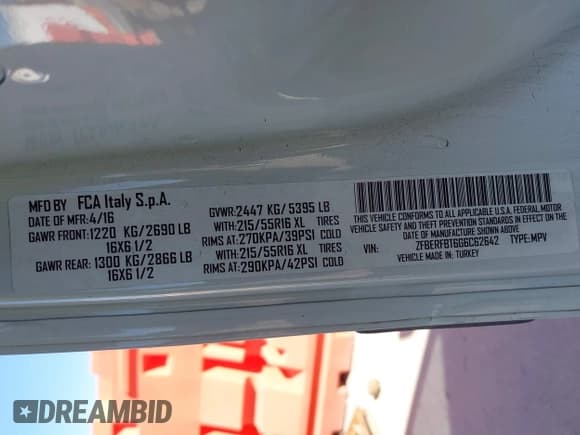 MFD BY FCA Italy S.p.A.
DATE OF MFR:4/16 GVWR:2447 KG/ 5395 LB
GAWR FRONT:1220 KG/2690 LB WITH:215/55R16 XL TIRES
16X6 1/2 RIMS AT:270KPA/39PSI COLD
GAWR REAR:1300 KG/2866 LB WITH:215/55R16 XL TIRES
16X6 1/2 RIMS AT:290KPA/42PSI COLD
THIS VEHICLE CONFORMS TO ALL APPLICABLE U.S.A. FEDERAL MOTOR
VEHICLE SAFETY, BUMPER, AND THEFT PREVENTION STANDARDS IN
EFFECT ON THE DATE OF MANUFACTURE SHOWN ABOVE
VIN: ZFBERFBT6G6C62642 TYPE:MPV
VEHICLE MADE IN: TURKEY
DREAMBID